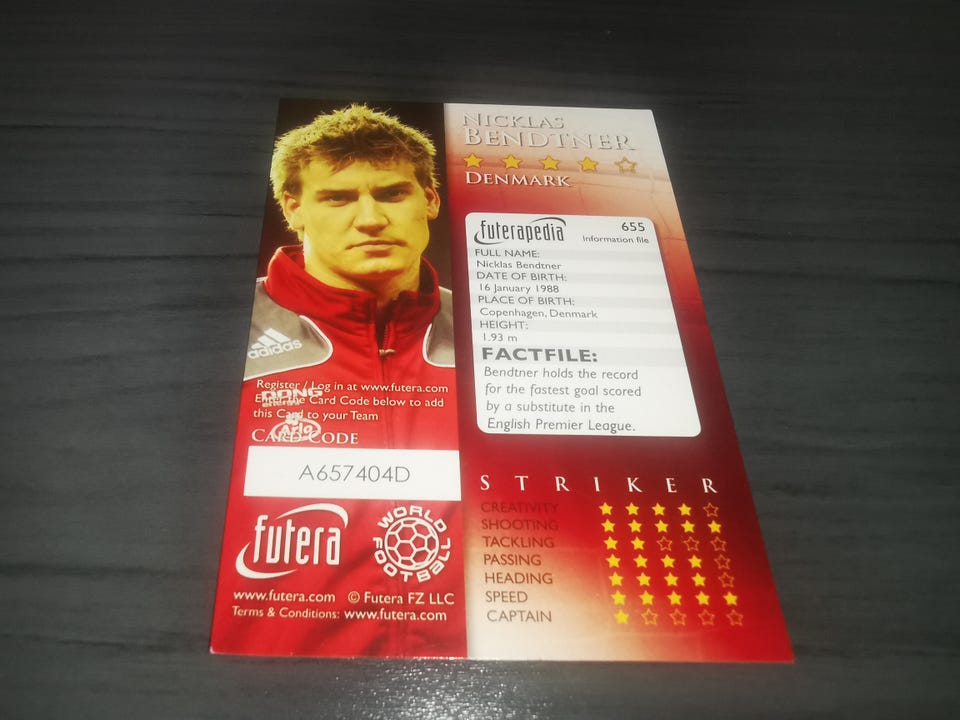 NICKLAS
BENDTNER
DENMARK
futerapedia
655
Information file
FULL NAME:
Nicklas Bendtner
DATE OF BIRTH:
16 January 1988
PLACE OF BIRTH:
Copenhagen, Denmark
HEIGHT:
1.93 m
FACTFILE:
Bendtner holds the record
for the fastest goal scored
by a substitute in the
English Premier League.
STRIKER
CREATIVITY
SHOOTING
TACKLING
PASSING
HEADING
SPEED
CAPTAIN
adidas
Register / Log in at www.futera.com
DONG
energy
Enter the Card Code below to add
this Card to your Team
Arla
CARD CODE
A657404D
futera
WORLD
FOOTBALL
www.futera.com © Futera FZ LLC
Terms & Conditions: www.futera.com